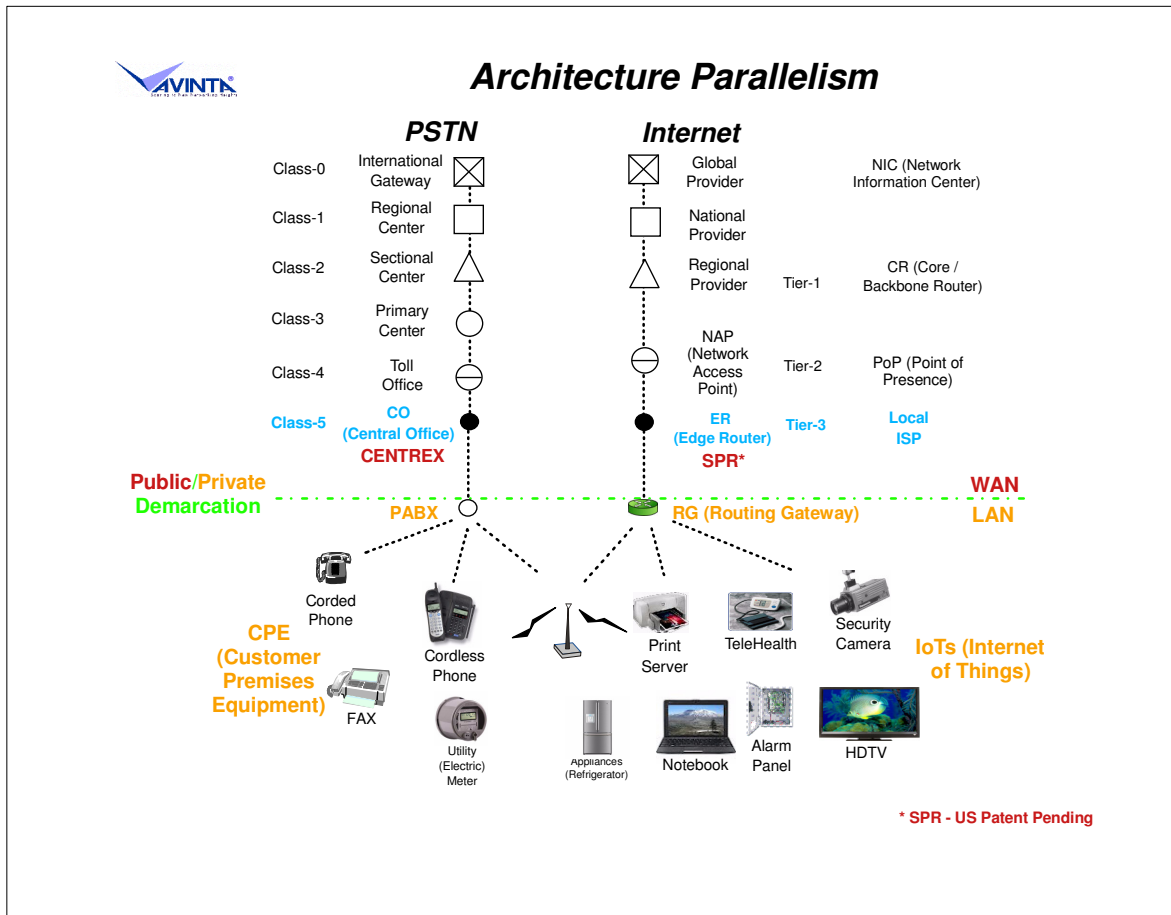 AVINTA®
Architecture Parallelism
PSTN
Internet
Class-0
International
Gateway
Global
Provider
NIC (Network
Information Center)
Class-1
Regional
Center
National
Provider
Class-2
Sectional
Center
Regional
Provider
Tier-1
CR (Core /
Backbone Router)
Class-3
Primary
Center
Class-4
Toll
Office
NAP
(Network
Access
Point)
Tier-2
PoP (Point of
Presence)
Class-5
CO
(Central Office)
CENTREX
ER
(Edge Router)
SPR*
Tier-3
Local
ISP
Public/Private
Demarcation
WAN
LAN
PABX
RG (Routing Gateway)
Corded
Phone
Cordless
Phone
Print
Server
TeleHealth
Security
Camera
CPE
(Customer
Premises
Equipment)
IoTs (Internet
of Things)
FAX
Utility
(Electric)
Meter
Appliances
(Refrigerator)
Notebook
Alarm
Panel
HDTV
* SPR - US Patent Pending